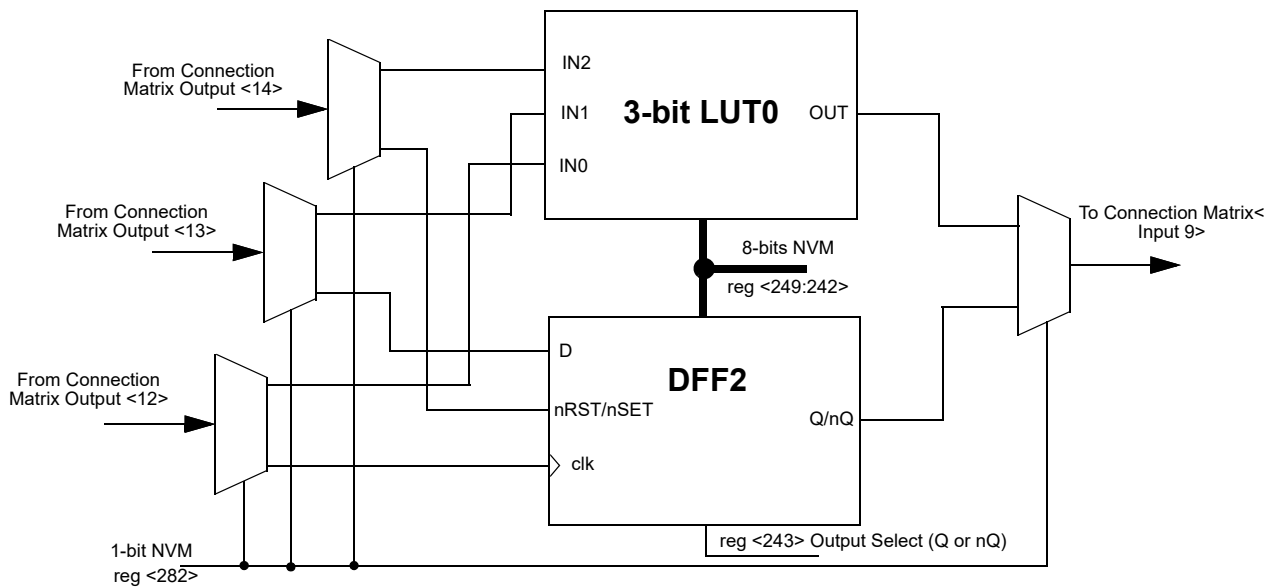 From Connection
Matrix Output <14>
IN2
IN1
IN0
3-bit LUT0
OUT
From Connection
Matrix Output <13>
To Connection Matrix<
Input 9>
8-bits NVM
reg <249:242>
From Connection
Matrix Output <12>
D
nRST/nSET
clk
DFF2
Q/nQ
1-bit NVM
reg <282>
reg <243> Output Select (Q or nQ)